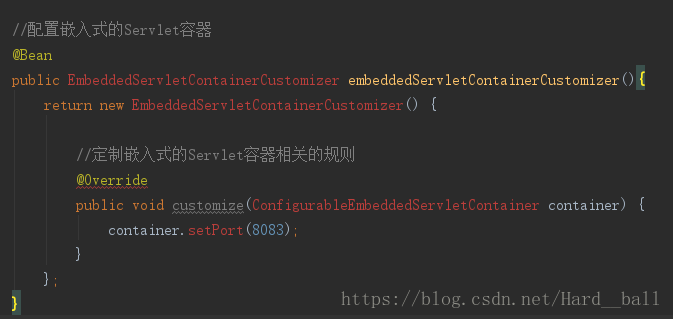 //配置嵌入式的Servlet容器
@Bean
public EmbeddedServletContainerCustomizer embeddedServletContainerCustomizer(){
return new EmbeddedServletContainerCustomizer() {
//定制嵌入式的Servlet容器相关的规则
@Override
public void customize(ConfigurableEmbeddedServletContainer container) {
container.setPort(8083);
}
};
}
https://blog.csdn.net/Hard__ball